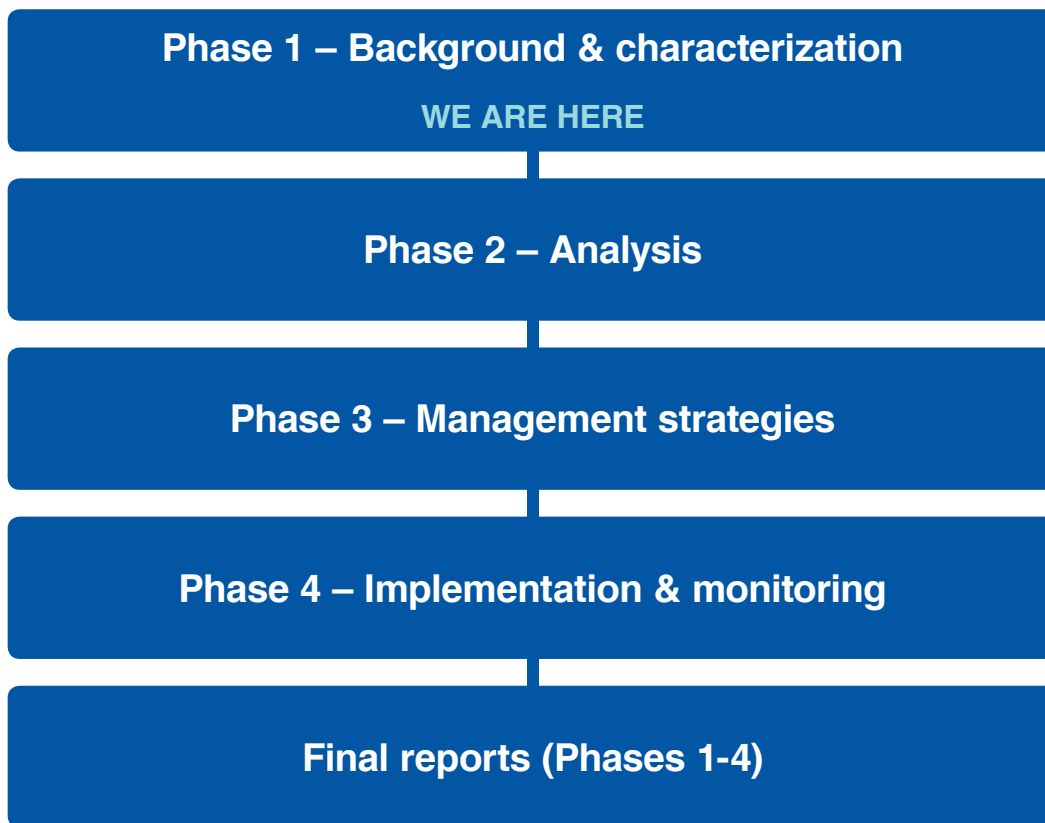 Phase 1 – Background & characterization
WE ARE HERE
Phase 2 – Analysis
Phase 3 – Management strategies
Phase 4 – Implementation & monitoring
Final reports (Phases 1-4)